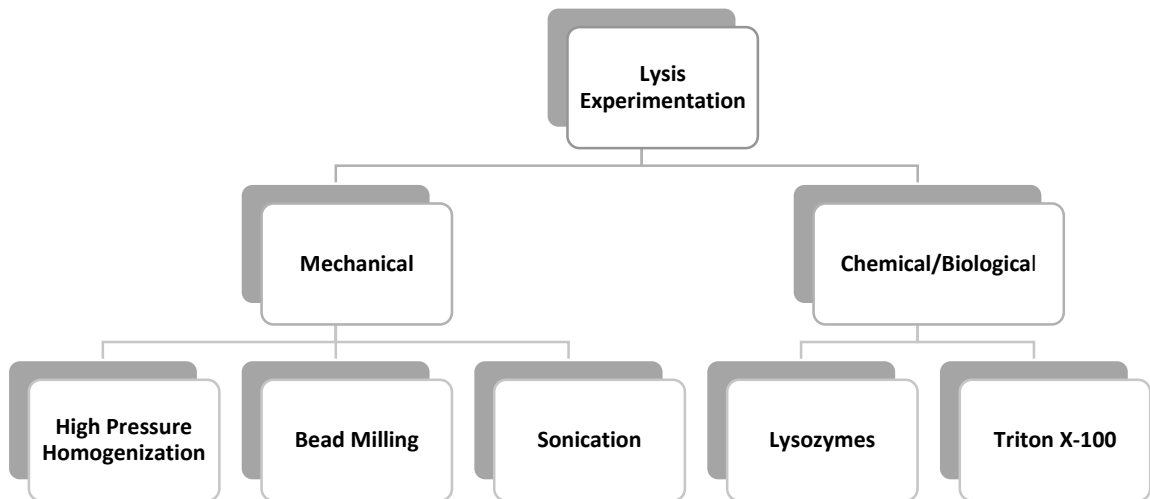 Lysis
Experimentation
Mechanical
Chemical/Biological
High Pressure
Homogenization
Bead Milling
Sonication
Lysozymes
Triton X-100